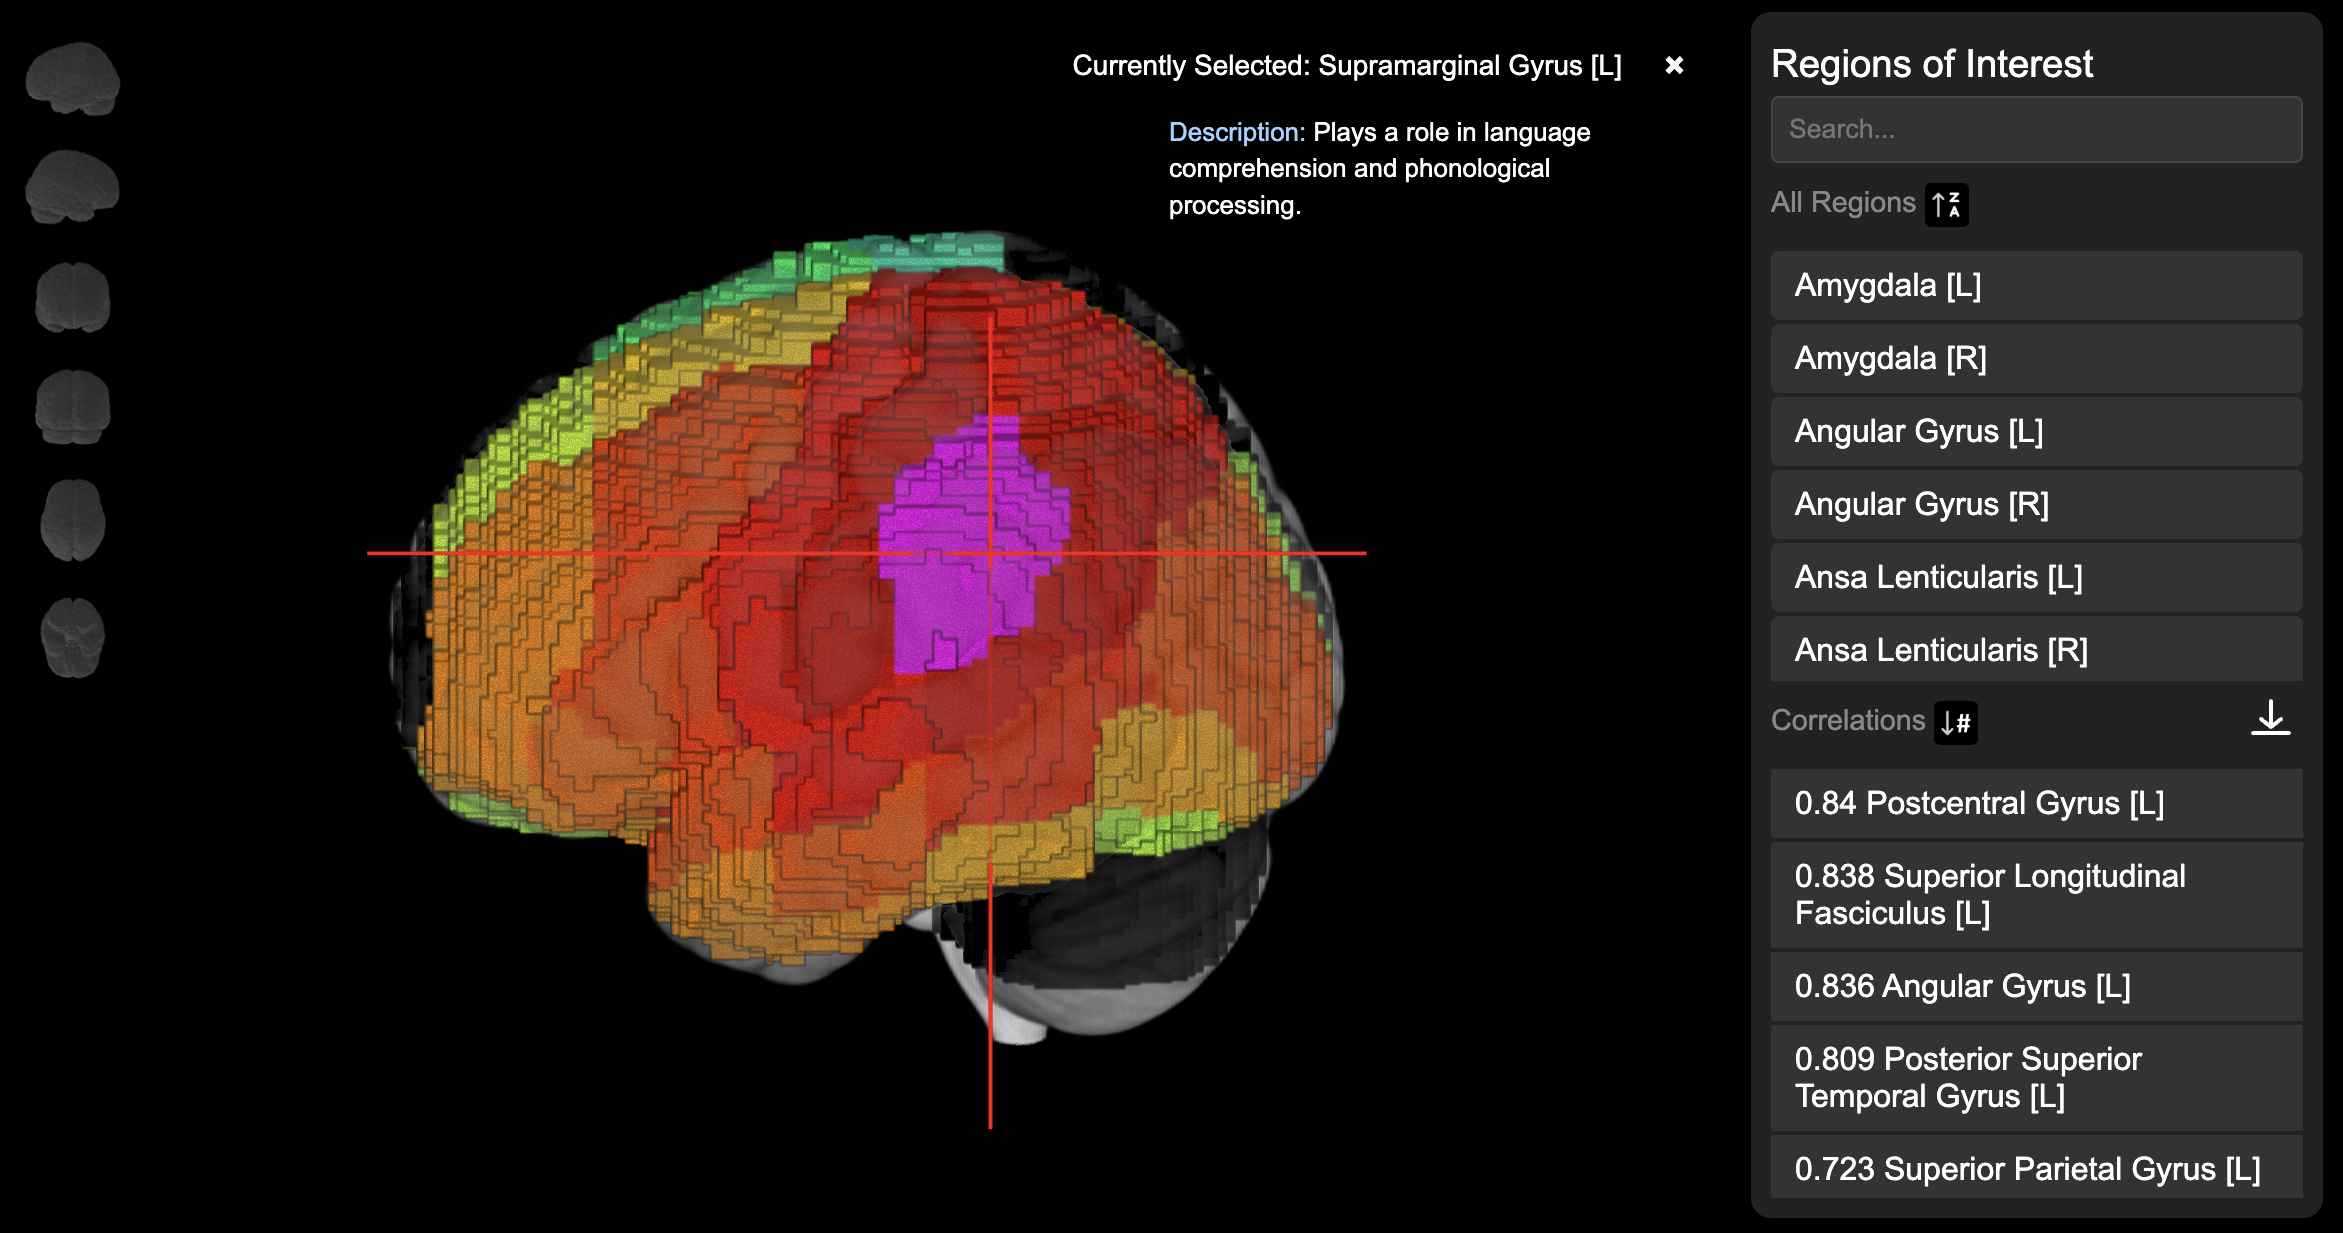 Currently Selected: Supramarginal Gyrus [L] ✖
Description: Plays a role in language
comprehension and phonological
processing.
Regions of Interest
Search...
All Regions ↑Z A
Amygdala [L]
Amygdala [R]
Angular Gyrus [L]
Angular Gyrus [R]
Ansa Lenticularis [L]
Ansa Lenticularis [R]
Correlations ↓#
0.84 Postcentral Gyrus [L]
0.838 Superior Longitudinal
Fasciculus [L]
0.836 Angular Gyrus [L]
0.809 Posterior Superior
Temporal Gyrus [L]
0.723 Superior Parietal Gyrus [L]